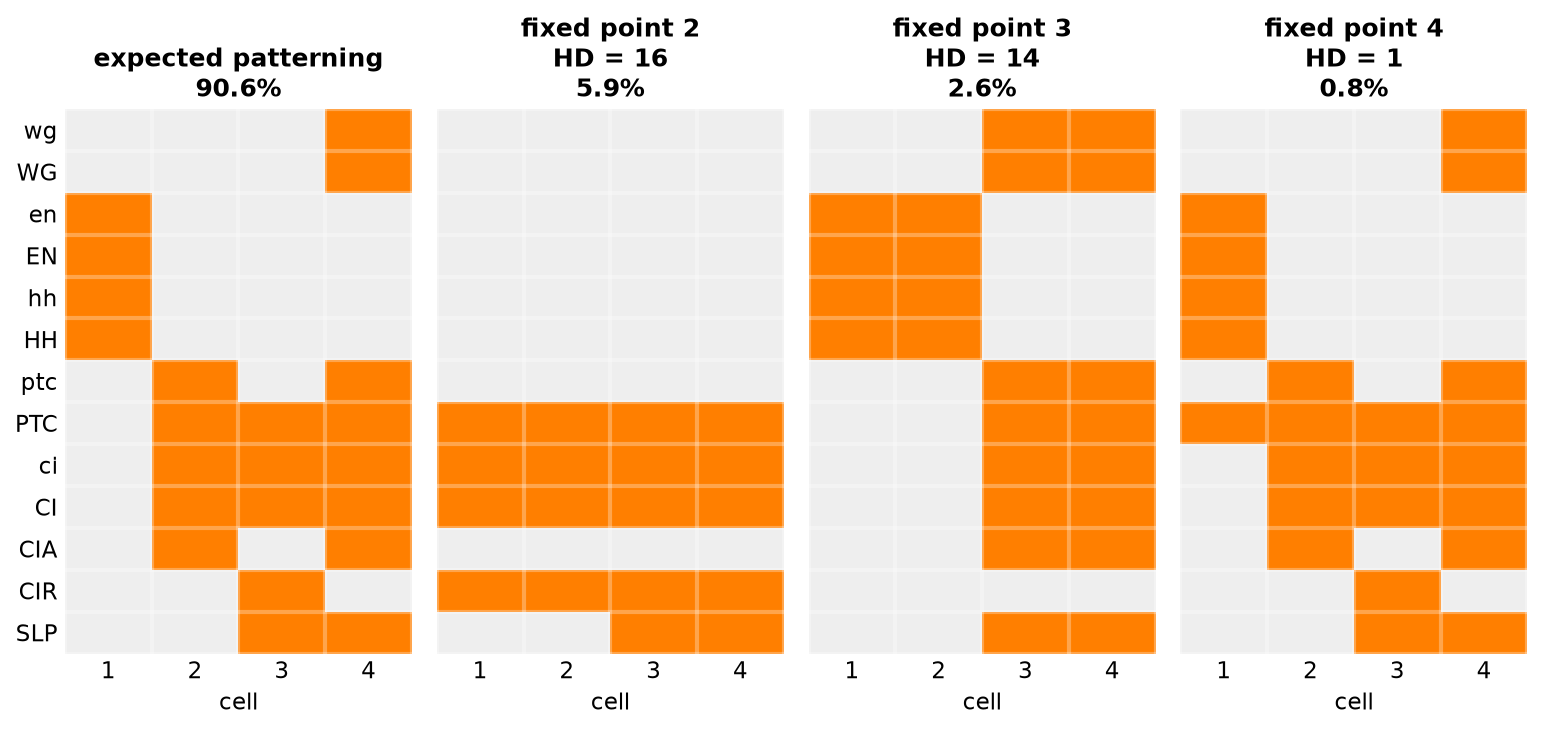 expected patterning
90.6%
fixed point 2
HD = 16
5.9%
fixed point 3
HD = 14
2.6%
fixed point 4
HD = 1
0.8%
wg
WG
en
EN
hh
HH
ptc
PTC
ci
CI
CIA
CIR
SLP
1 2 3 4
cell
1 2 3 4
cell
1 2 3 4
cell
1 2 3 4
cell